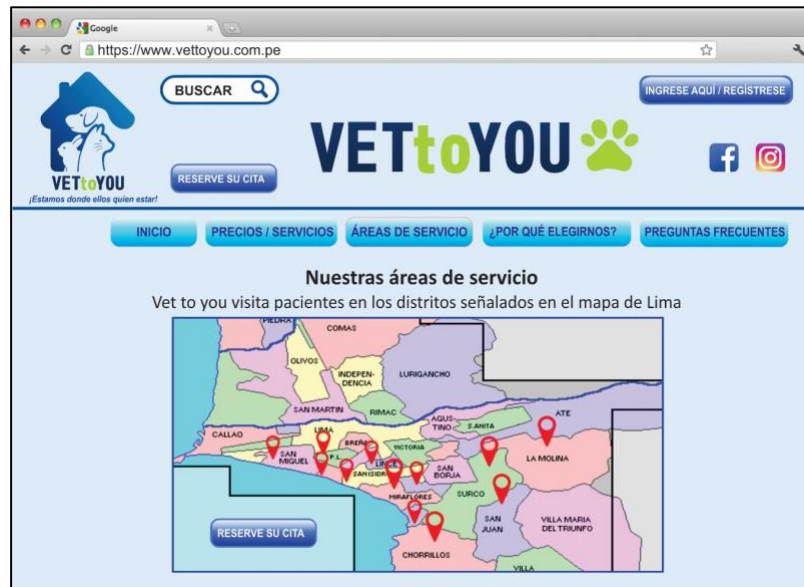 Google
https://www.vettoyou.com.pe
BUSCAR
INGRESE AQUÍ / REGÍSTRESE
VETtoYOU
VETtoYOU
¡Estamos donde ellos quien estar!
RESERVE SU CITA
INICIO
PRECIOS / SERVICIOS
ÁREAS DE SERVICIO
¿POR QUÉ ELEGIRNOS?
PREGUNTAS FRECUENTES
Nuestras áreas de servicio
Vet to you visita pacientes en los distritos señalados en el mapa de Lima
PIEDRA
COMAS
OLIVOS
INDEPEN-
DENCIA
LURIGANCHO
SAN MARTIN
RIMAC
AGUS-
TINO
S.ANITA
ATE
CALLAO
LIMA
BREÑA
VICTORIA
SAN
MIGUEL
P.L.
SAN ISIDRO
SAN
BORJA
LA MOLINA
MIRAFLORES
SURCO
SAN
JUAN
VILLA MARIA
DEL TRIUNFO
RESERVE SU CITA
CHORRILLOS
VILLA